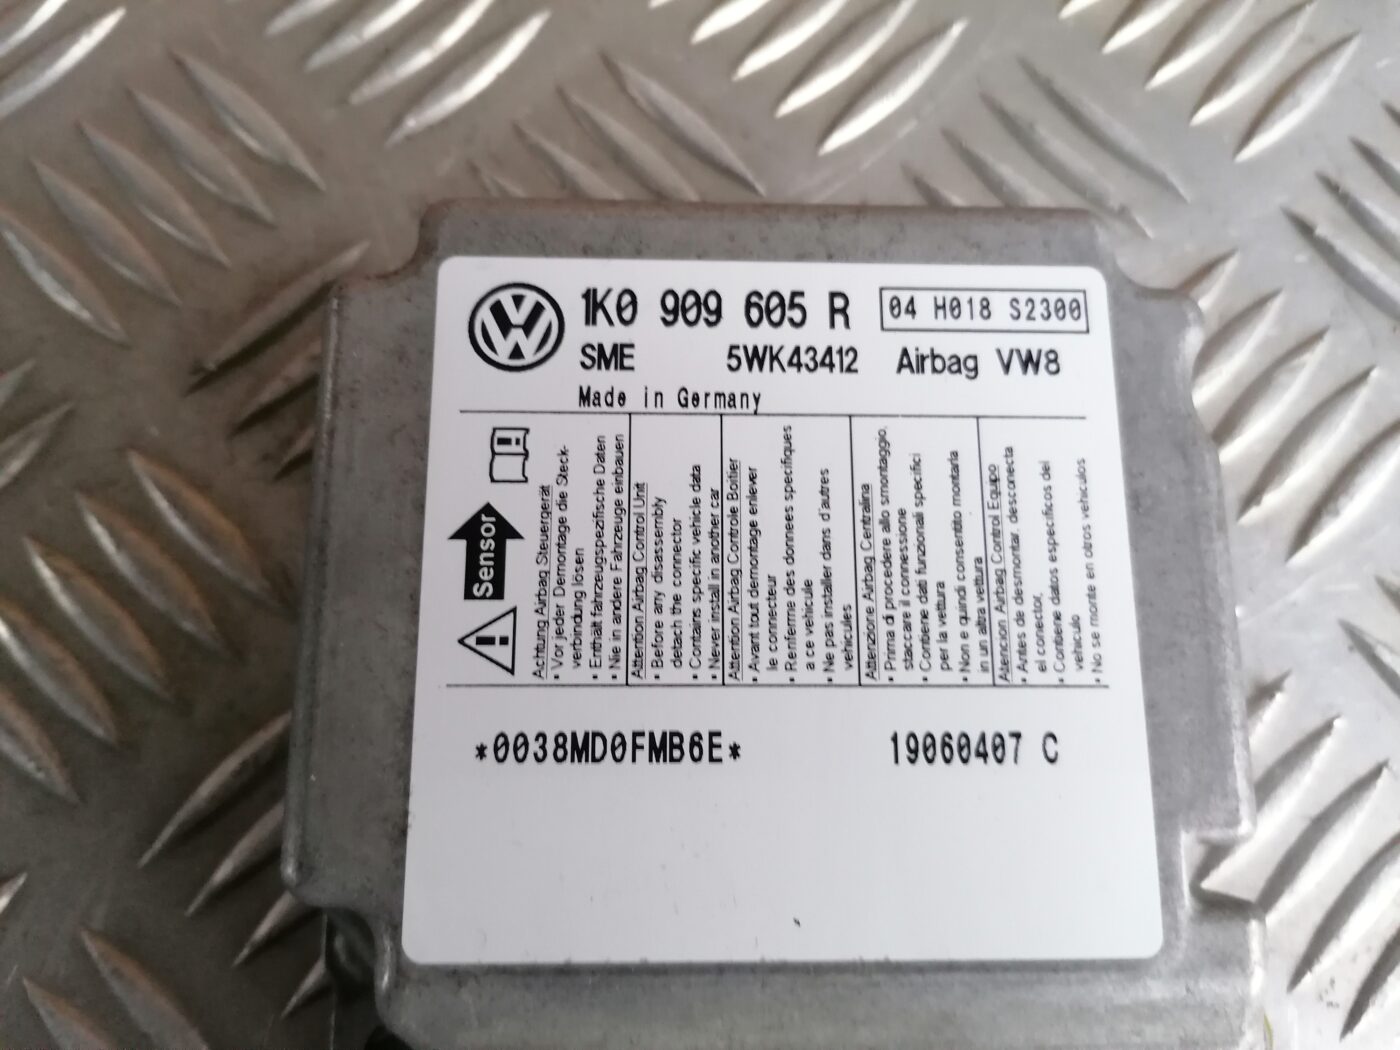 1K0 909 605 R
04 H018 S2300
SME 5WK43412 Airbag VW8
Made in Germany
Sensor
Achtung Airbag Steuergerät
• Vor jeder Demontage die Steck-
verbindung lösen
• Enthält fahrzeugspezifische Daten
• Nie in andere Fahrzeuge einbauen
Attention Airbag Control Unit
• Before any disassembly
detach the connector
• Contains specific vehicle data
• Never install in another car
Attention Airbag Controle Boîtier
• Avant tout demontage enlever
le connecteur
• Renferme des donnees specifiques
a ce vehicule
• Ne pas installer dans d'autres
vehicules
Attenzione Airbag Centralina
• Prima di procedere allo smontaggio,
staccare il connessione
• Contiene dati funzionali specifici
per la vettura
• Non e quindi consentito montarla
in un altra vettura
Atencion Airbag Control Equipo
• Antes de desmontar, desconecta
el conector,
• Contiene datos especificos del
vehiculo
• No se monte en otros vehiculos
*0038MD0FMB6E*
19060407 C